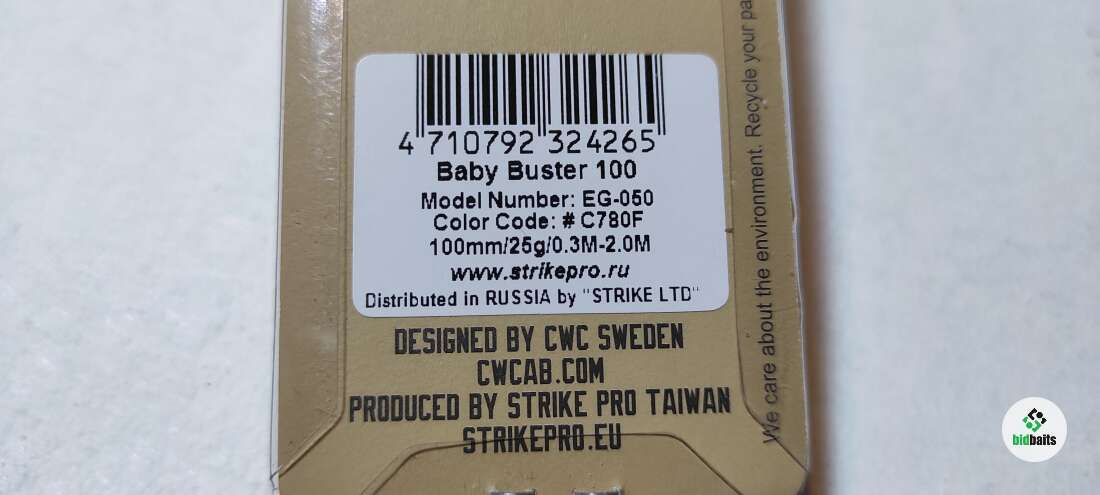 4 710792 324265
Baby Buster 100
Model Number: EG-050
Color Code: # C780F
100mm/25g/0.3M-2.0M
www.strikepro.ru
Distributed in RUSSIA by "STRIKE LTD"
DESIGNED BY CWC SWEDEN
CWCAB.COM
PRODUCED BY STRIKE PRO TAIWAN
STRIKEPRO.EU
We care about the environment. Recycle your
bidbaits